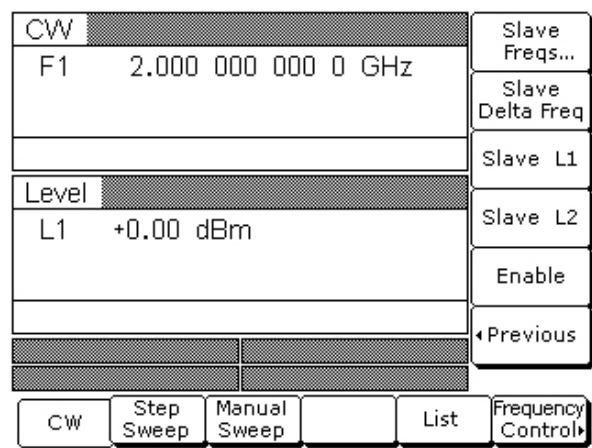 CW
F1 2.000 000 000 0 GHz
Level
L1 +0.00 dBm
Slave
Freqs...
Slave
Delta Freq
Slave L1
Slave L2
Enable
Previous
CW
Step
Sweep
Manual
Sweep
List
Frequency
Control